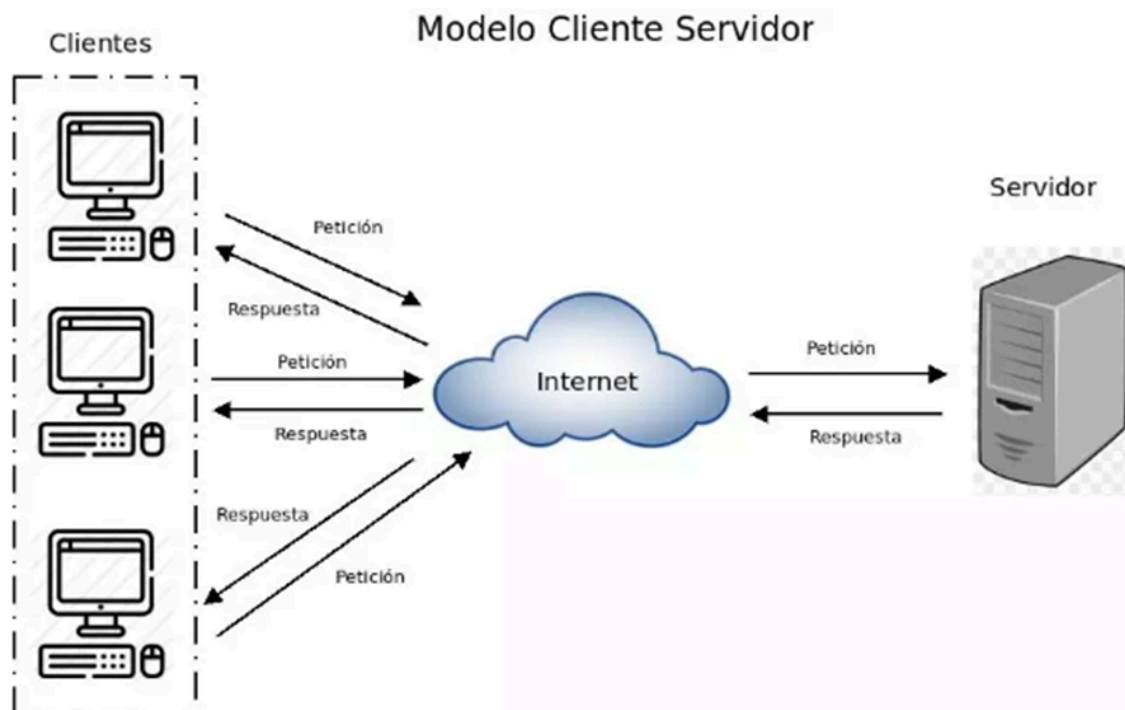 Modelo Cliente Servidor
Clientes
Servidor
Petición
Respuesta
Petición
Respuesta
Respuesta
Petición
Internet
Petición
Respuesta